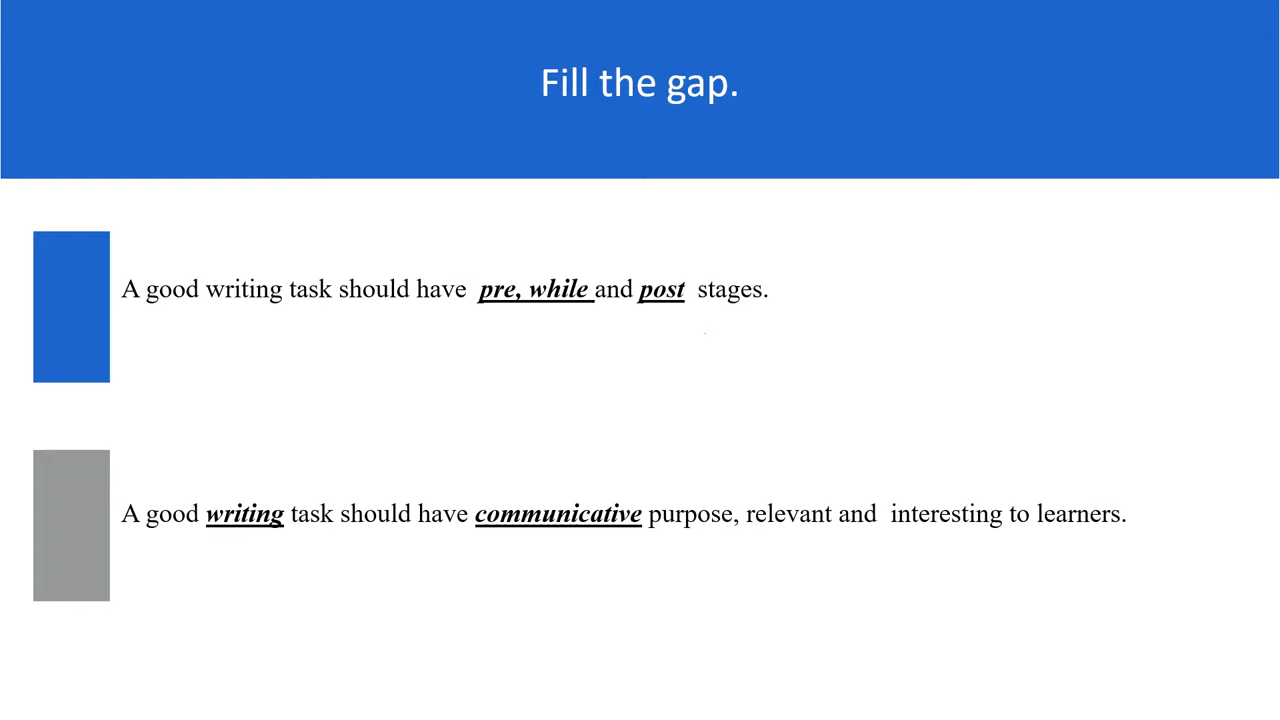 Fill the gap.
A good writing task should have pre, while and post stages.
A good writing task should have communicative purpose, relevant and interesting to learners.